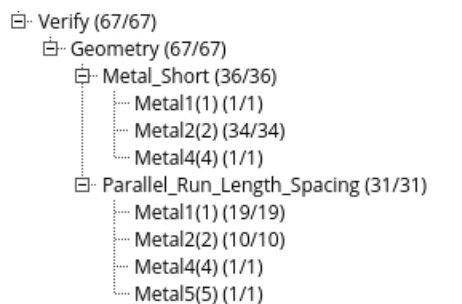 Verify (67/67)
Geometry (67/67)
Metal_Short (36/36)
Metal1(1) (1/1)
Metal2(2) (34/34)
Metal4(4) (1/1)
Parallel_Run_Length_Spacing (31/31)
Metal1(1) (19/19)
Metal2(2) (10/10)
Metal4(4) (1/1)
Metal5(5) (1/1)